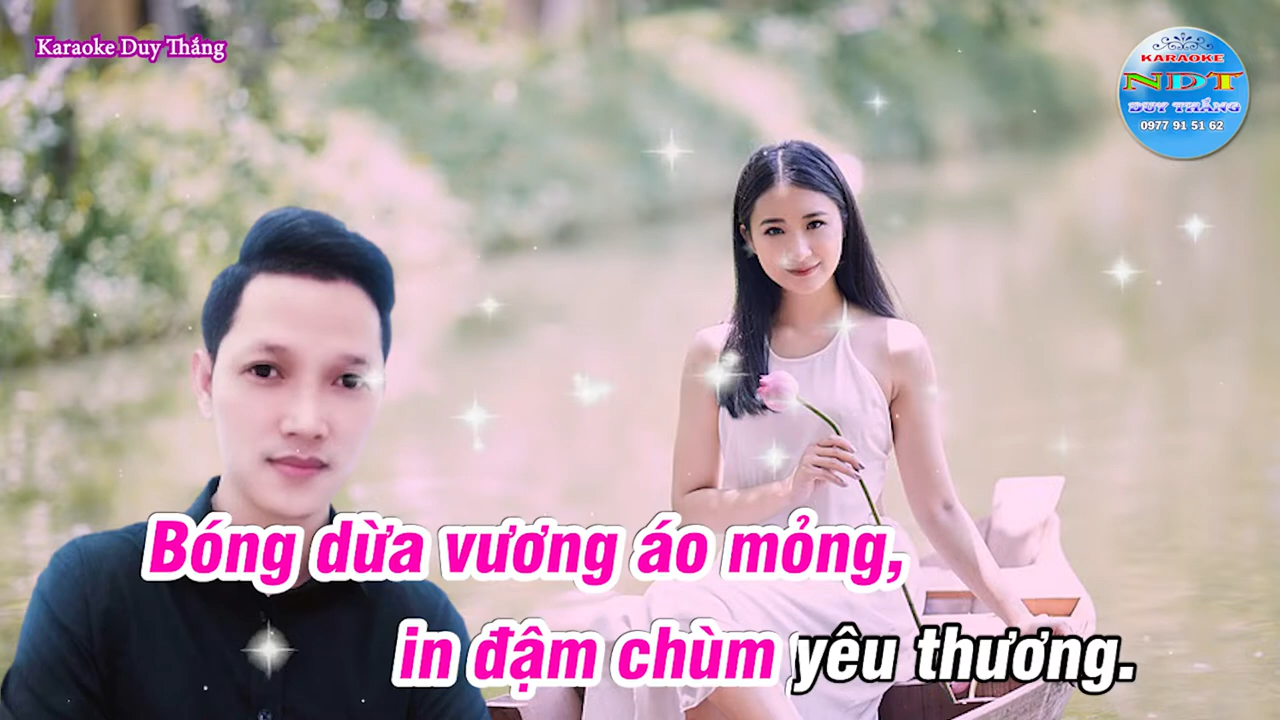 Karaoke Duy Thắng
KARAOKE
NDT
DUY THẮNG
0977 91 51 62
Bóng dừa vương áo mỏng,
in đậm chùm yêu thương.